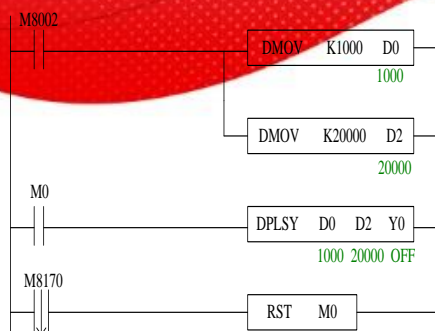 M8002
DMOV K1000 D0
1000
DMOV K20000 D2
20000
M0
DPLSY D0 D2 Y0
1000 20000 OFF
M8170
RST M0